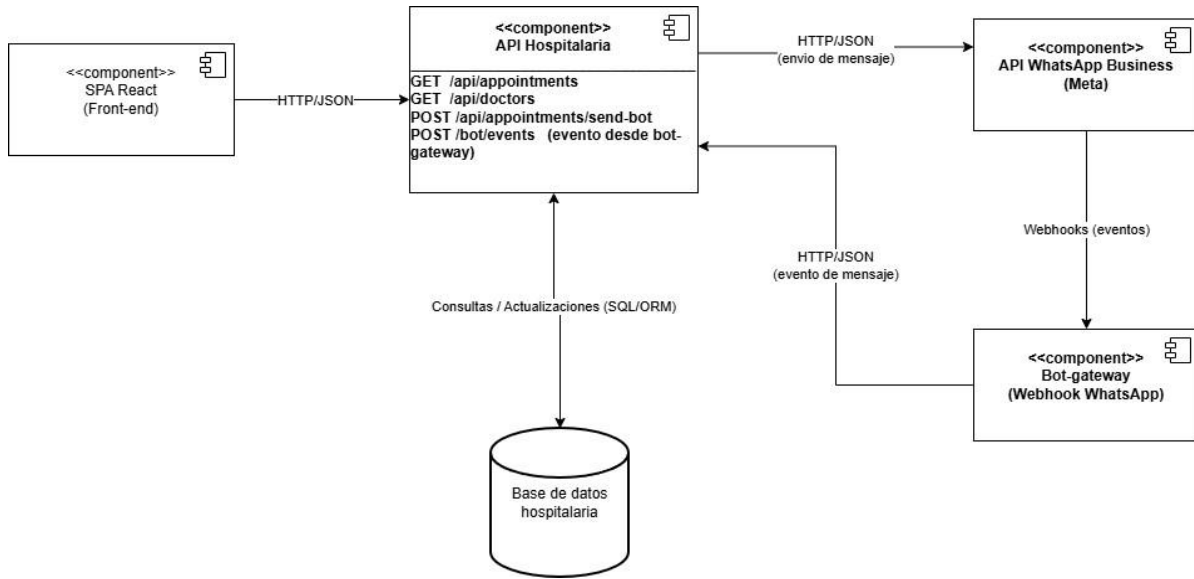 <<component>>
SPA React
(Front-end)
HTTP/JSON
<<component>>
API Hospitalaria
GET /api/appointments
GET /api/doctors
POST /api/appointments/send-bot
POST /bot/events (evento desde bot-
gateway)
HTTP/JSON
(envio de mensaje)
<<component>>
API WhatsApp Business
(Meta)
Webhooks (eventos)
HTTP/JSON
(evento de mensaje)
Consultas / Actualizaciones (SQL/ORM)
<<component>>
Bot-gateway
(Webhook WhatsApp)
Base de datos
hospitalaria